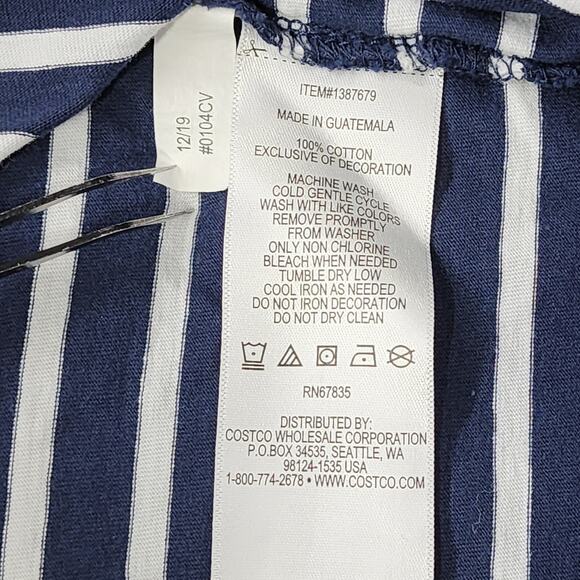 12/19
#0104CV
ITEM#1387679
MADE IN GUATEMALA
100% COTTON
EXCLUSIVE OF DECORATION
MACHINE WASH
COLD GENTLE CYCLE
WASH WITH LIKE COLORS
REMOVE PROMPTLY
FROM WASHER
ONLY NON CHLORINE
BLEACH WHEN NEEDED
TUMBLE DRY LOW
COOL IRON AS NEEDED
DO NOT IRON DECORATION
DO NOT DRY CLEAN
RN67835
DISTRIBUTED BY:
COSTCO WHOLESALE CORPORATION
P.O.BOX 34535, SEATTLE, WA
98124-1535 USA
1-800-774-2678 • WWW.COSTCO.COM